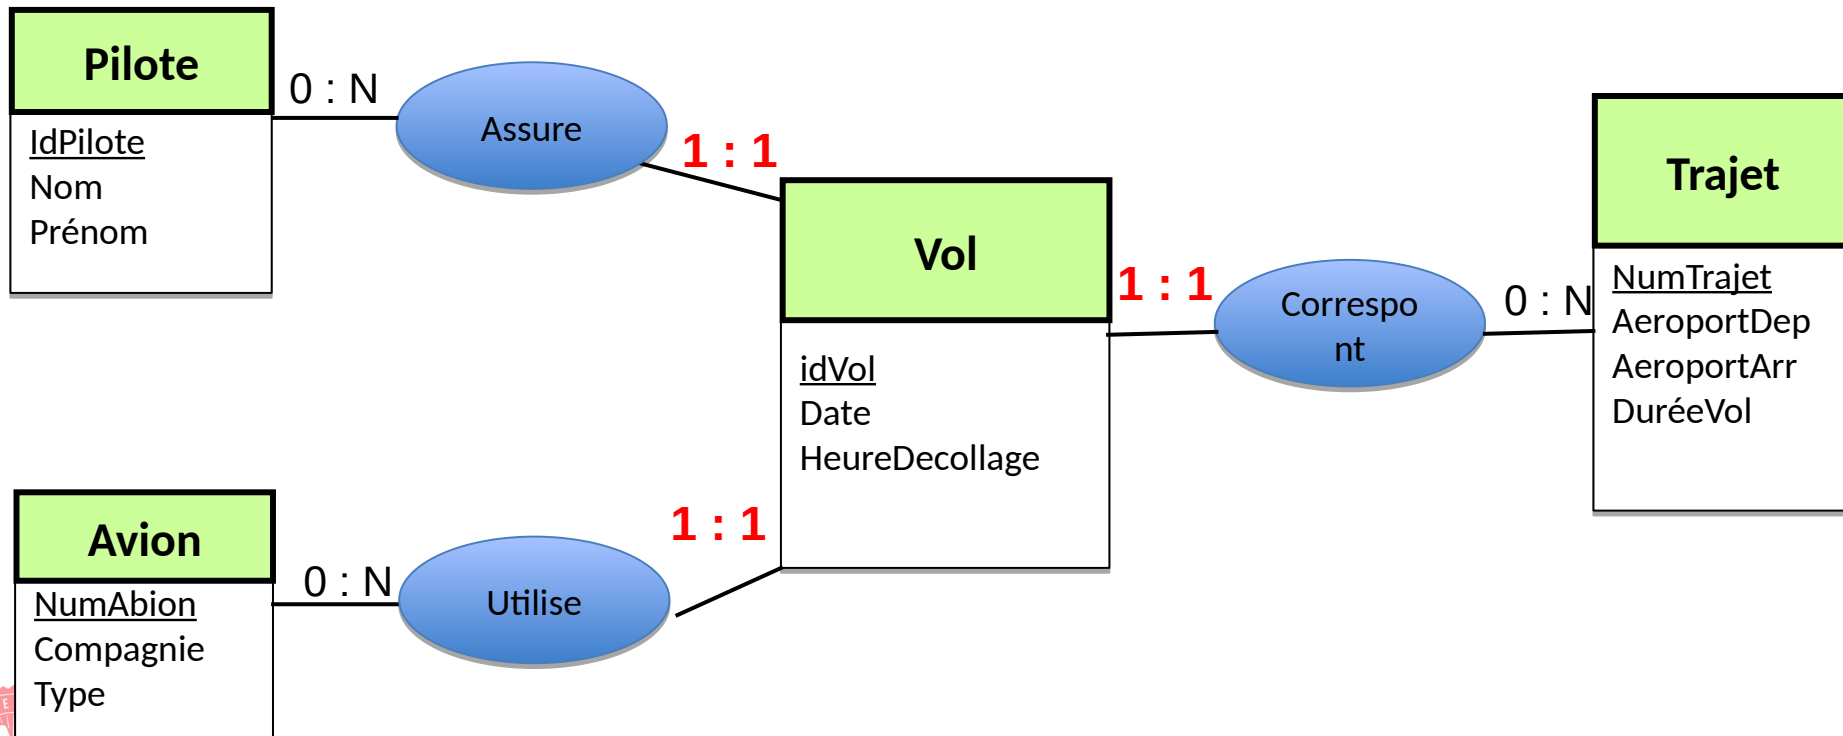 Pilote
IdPilote
Nom
Prénom
0 : N
Assure
1 : 1
Vol
idVol
Date
HeureDecollage
1 : 1
Correspo
nt
0 : N
Trajet
NumTrajet
AeroportDep
AeroportArr
DuréeVol
Avion
NumAbion
Compagnie
Type
0 : N
Utilise
1 : 1